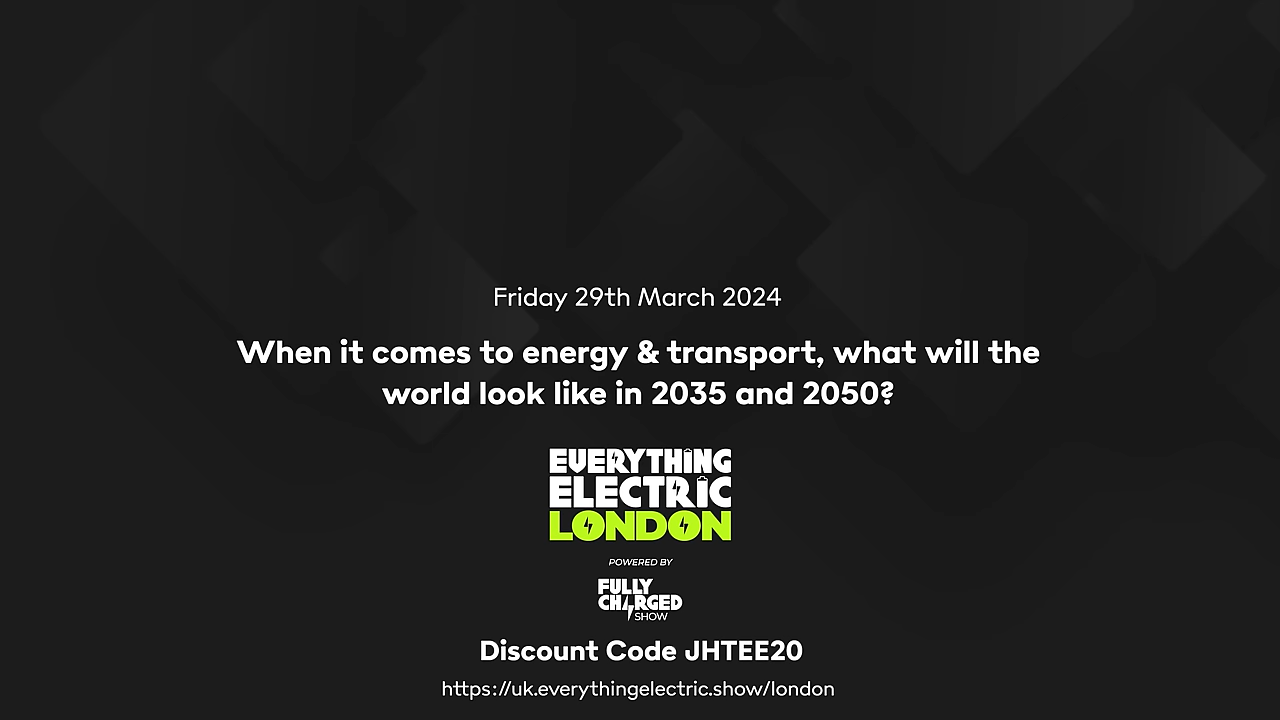 Friday 29th March 2024
When it comes to energy & transport, what will the
world look like in 2035 and 2050?
EVERYTHING
ELECTRIC
LONDON
POWERED BY
FULLY
CHARGED
SHOW
Discount Code JHTEE20
https://uk.everythingelectric.show/london